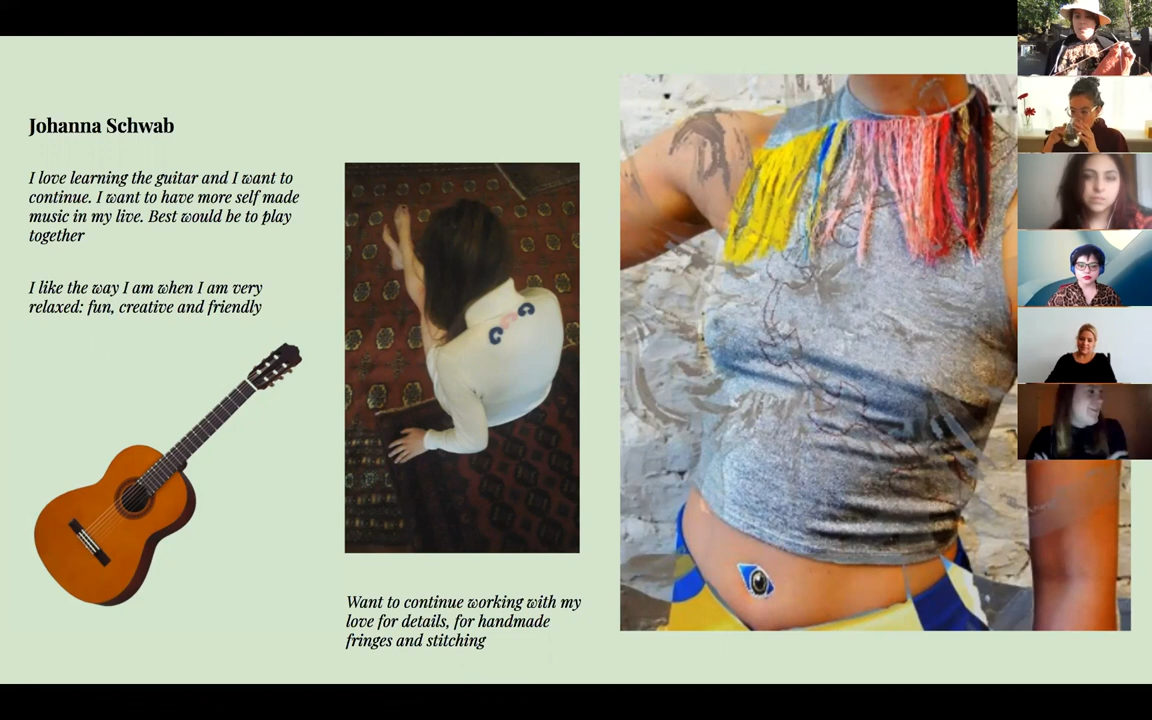 Johanna Schwab
I love learning the guitar and I want to
continue. I want to have more self made
music in my live. Best would be to play
together
I like the way I am when I am very
relaxed: fun, creative and friendly
Want to continue working with my
love for details, for handmade
fringes and stitching